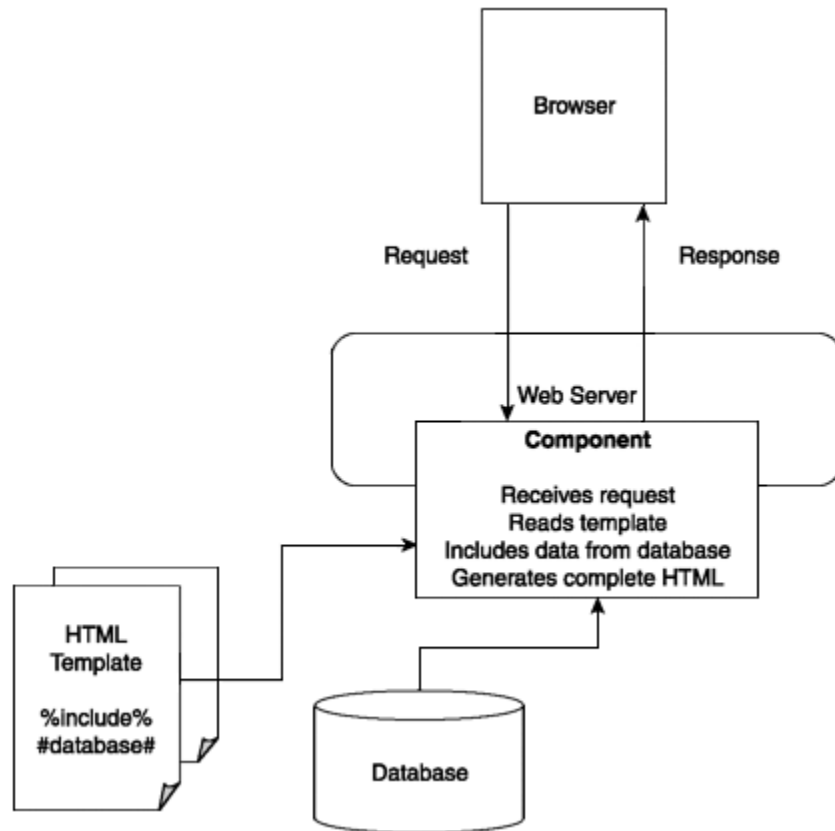 Browser
Request
Response
Web Server
Component
Receives request
Reads template
Includes data from database
Generates complete HTML
HTML
Template
%include%
#database#
Database